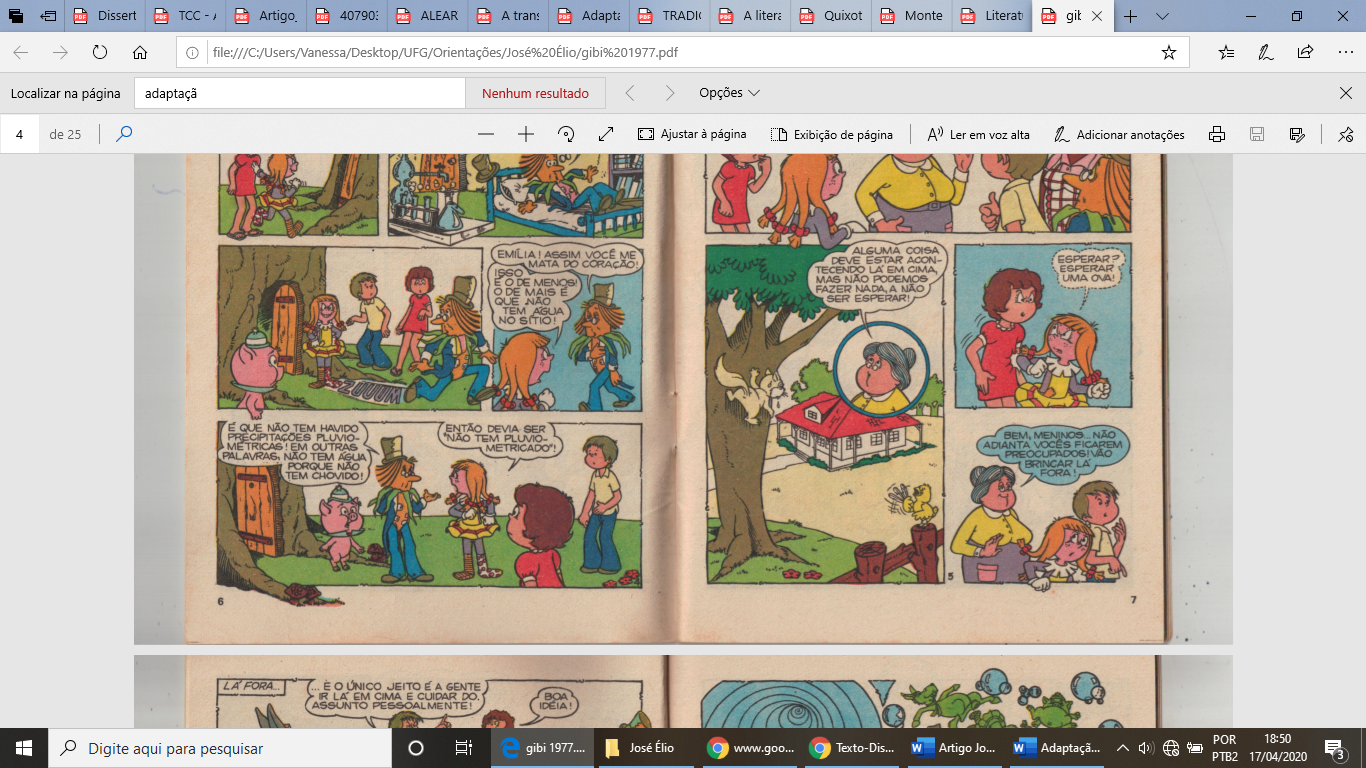 Dissert
TCC - A
Artigo_
407903
ALEAR
A trans
Adapta
TRADIC
A litera
Quixot
Monte
Literat
gib
file:///C:/Users/Vanessa/Desktop/UFG/Orientações/José%20Élio/gibi%201977.pdf
Localizar na página
adaptaçã
Nenhum resultado
Opções
4
de 25
Ajustar à página
Exibição de página
Ler em voz alta
Adicionar anotações
EMÍLIA! ASSIM VOCÊ ME
MATA DO CORAÇÃO!
ISSO
É O DE MENOS!
O DE MAIS É
QUE NÃO
TEM ÁGUA
NO SÍTIO!
ZUUUM
É QUE NÃO TEM HAVIDO
PRECIPITAÇÕES PLUVIO-
MÉTRICAS! EM OUTRAS
PALAVRAS, NÃO TEM ÁGUA
PORQUE NÃO
TEM CHOVIDO!
ENTÃO DEVIA SER
"NÃO TEM PLUVIO-
METRICADO"!
6
ALGUMA COISA
DEVE ESTAR ACON-
TECENDO LÁ EM CIMA,
MAS NÃO PODEMOS
FAZER NADA, A NÃO
SER ESPERAR!
ESPERAR?
ESPERAR
UMA OVA!
BEM, MENINOS... NÃO
ADIANTA VOCÊS FICAREM
PREOCUPADOS! VÃO
BRINCAR LÁ
FORA!
5
7
LÁ FORA...
... E O ÚNICO JEITO É A GENTE
IR LÁ EM CIMA E CUIDAR DO
ASSUNTO PESSOALMENTE!
BOA
IDÉIA!
Digite aqui para pesquisar
gibi 1977....
José Élio
www.goo...
Texto-Dis...
Artigo Jo...
Adaptaçã...
POR
PTB2
18:50
17/04/2020
3